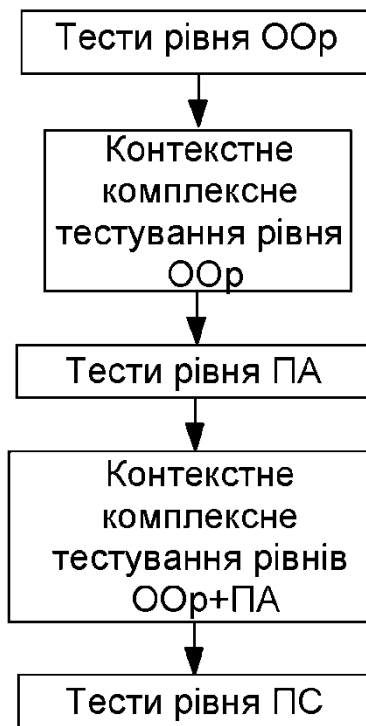 Тести рівня ООр
Контекстне
комплексне
тестування рівня
ООр
Тести рівня ПА
Контекстне
комплексне
тестування рівнів
ООр+ПА
Тести рівня ПС